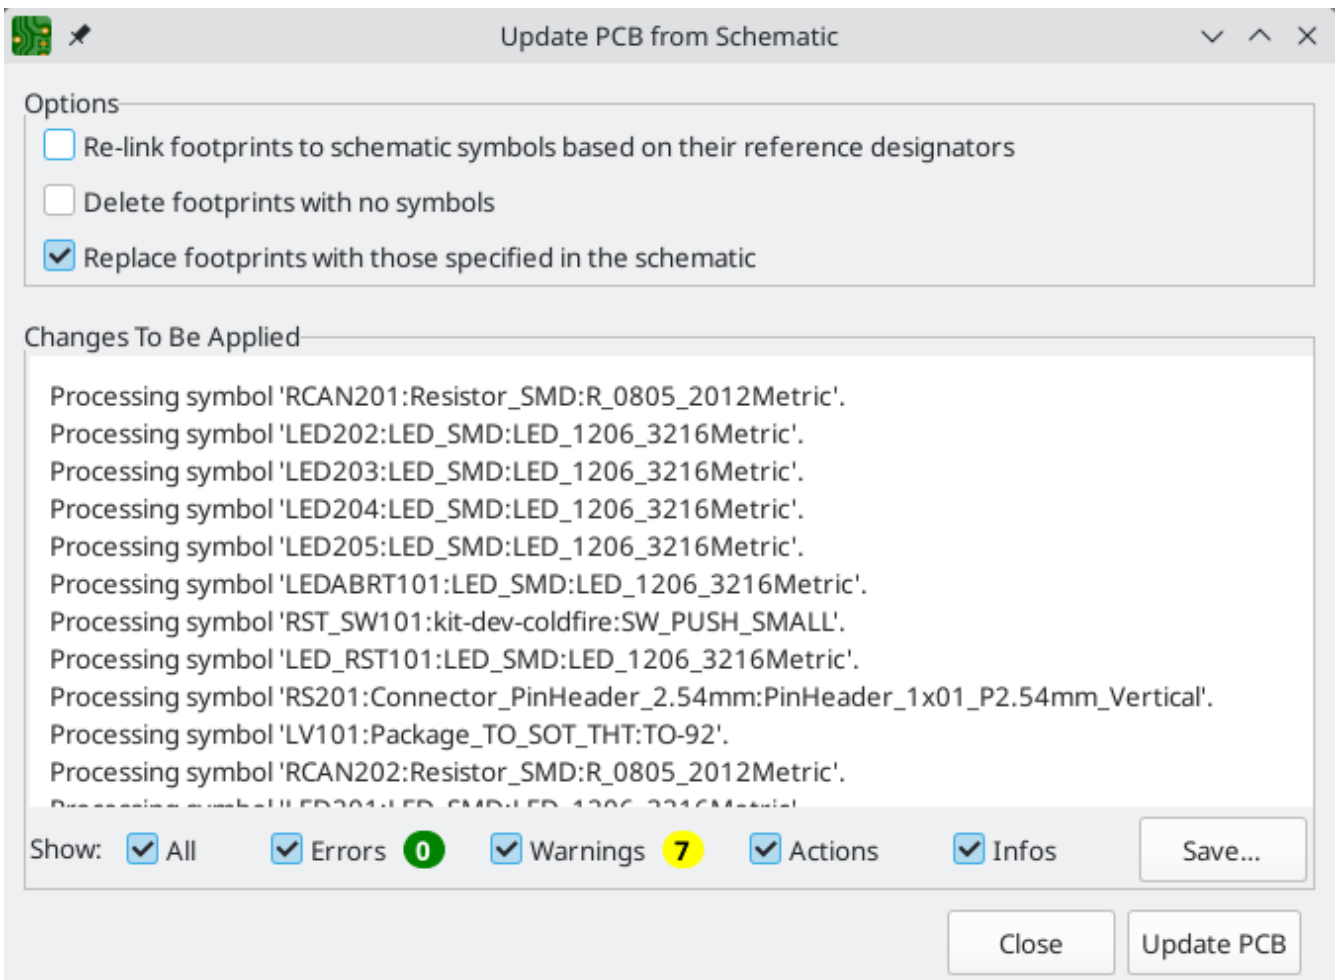 Update PCB from Schematic
Options
Re-link footprints to schematic symbols based on their reference designators
Delete footprints with no symbols
Replace footprints with those specified in the schematic
Changes To Be Applied
Processing symbol 'RCAN201:Resistor_SMD:R_0805_2012Metric'.
Processing symbol 'LED202:LED_SMD:LED_1206_3216Metric'.
Processing symbol 'LED203:LED_SMD:LED_1206_3216Metric'.
Processing symbol 'LED204:LED_SMD:LED_1206_3216Metric'.
Processing symbol 'LED205:LED_SMD:LED_1206_3216Metric'.
Processing symbol 'LEDABRT101:LED_SMD:LED_1206_3216Metric'.
Processing symbol 'RST_SW101:kit-dev-coldfire:SW_PUSH_SMALL'.
Processing symbol 'LED_RST101:LED_SMD:LED_1206_3216Metric'.
Processing symbol 'RS201:Connector_PinHeader_2.54mm:PinHeader_1x01_P2.54mm_Vertical'.
Processing symbol 'LV101:Package_TO_SOT_THT:TO-92'.
Processing symbol 'RCAN202:Resistor_SMD:R_0805_2012Metric'.
Processing symbol 'LED201:LED_SMD:LED_1206_3216Metric'.
Show: All Errors 0 Warnings 7 Actions Infos Save...
Close Update PCB